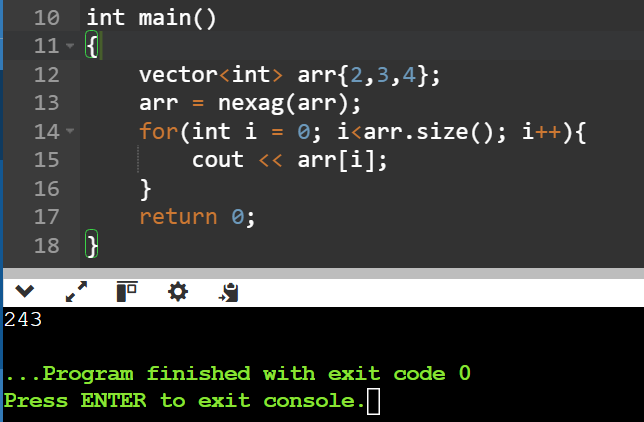 10 int main()
11 {
12     vector<int> arr{2,3,4};
13     arr = nexag(arr);
14     for(int i = 0; i<arr.size(); i++){
15         cout << arr[i];
16     }
17     return 0;
18 }
243
...Program finished with exit code 0
Press ENTER to exit console.